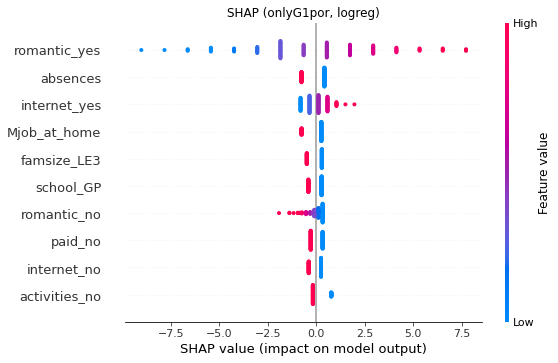 SHAP (onlyG1por, logreg)
High
romantic_yes
absences
internet_yes
Mjob_at_home
famsize_LE3
school_GP
romantic_no
paid_no
internet_no
activities_no
Feature value
Low
−7.5 −5.0 −2.5 0.0 2.5 5.0 7.5
SHAP value (impact on model output)